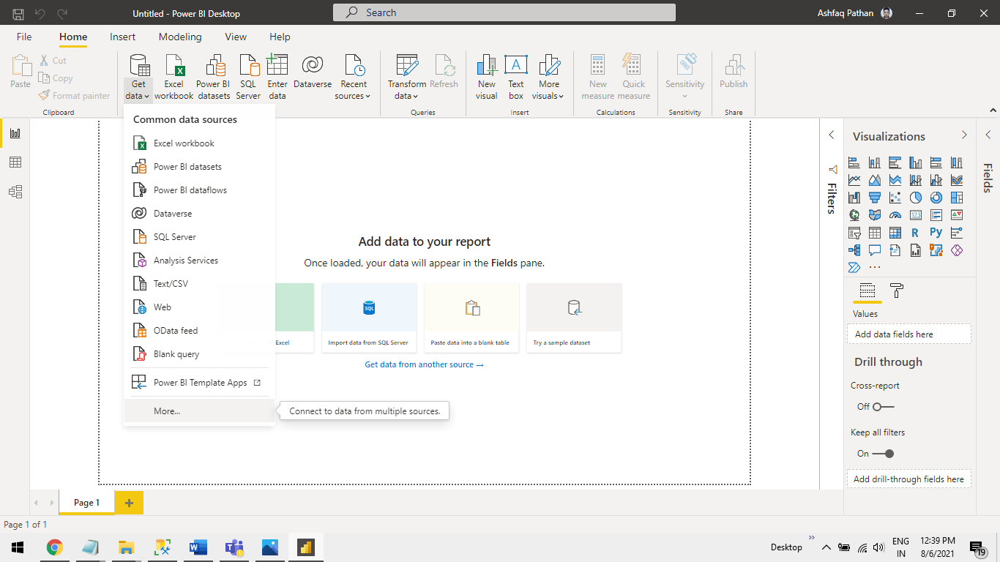 Untitled - Power BI Desktop
Search
Ashfaq Pathan
File Home Insert Modeling View Help
Paste
Cut
Copy
Format painter
Clipboard
Get data
Excel workbook
Power BI datasets
SQL Server
Enter data
Dataverse
Recent sources
Transform data
Refresh
Queries
New visual
Text box
More visuals
Insert
New measure
Quick measure
Calculations
Sensitivity
Sensitivity
Publish
Share
Common data sources
Excel workbook
Power BI datasets
Power BI dataflows
Dataverse
SQL Server
Analysis Services
Text/CSV
Web
OData feed
Blank query
Power BI Template Apps
More...
Connect to data from multiple sources.
Add data to your report
Once loaded, your data will appear in the Fields pane.
Excel
SQL
Import data from SQL Server
Paste data into a blank table
Try a sample dataset
Get data from another source →
Filters
Visualizations
123
R
Py
Values
Add data fields here
Drill through
Cross-report
Off
Keep all filters
On
Add drill-through fields here
Fields
Page 1
Page 1 of 1
Desktop
ENG
IN
12:39 PM
8/6/2021
19